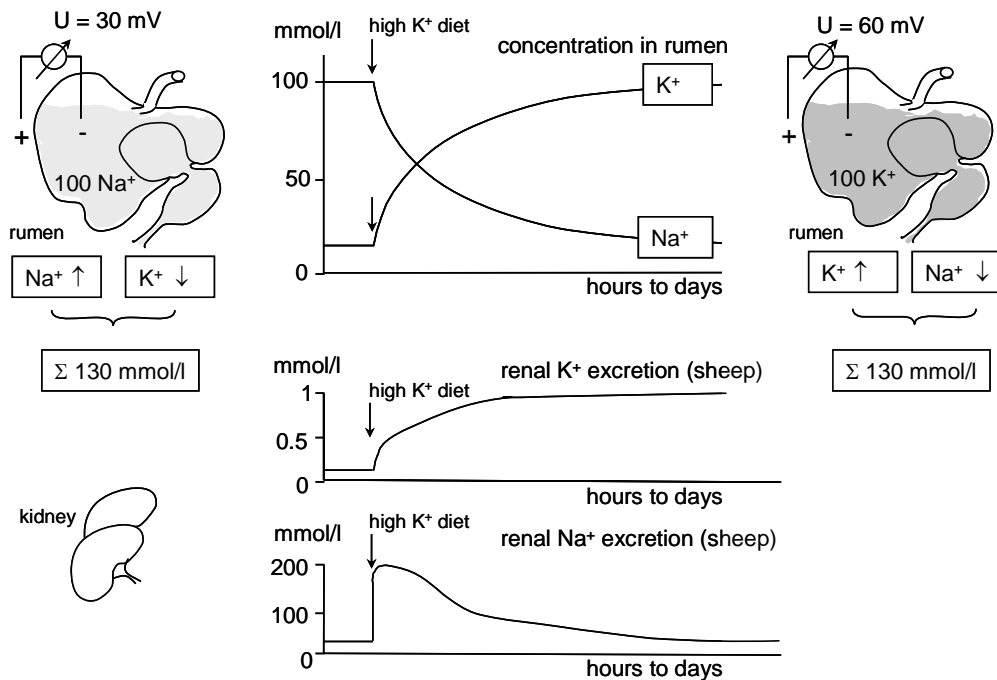 U = 30 mV
+
-
100 Na⁺
rumen
Na⁺ ↑
K⁺ ↓
Σ 130 mmol/l
kidney
mmol/l
high K⁺ diet
concentration in rumen
100
50
0
K⁺
Na⁺
hours to days
mmol/l
high K⁺ diet
renal K⁺ excretion (sheep)
1
0.5
0
hours to days
mmol/l
high K⁺ diet
renal Na⁺ excretion (sheep)
200
100
0
hours to days
U = 60 mV
+
-
100 K⁺
rumen
K⁺ ↑
Na⁺ ↓
Σ 130 mmol/l